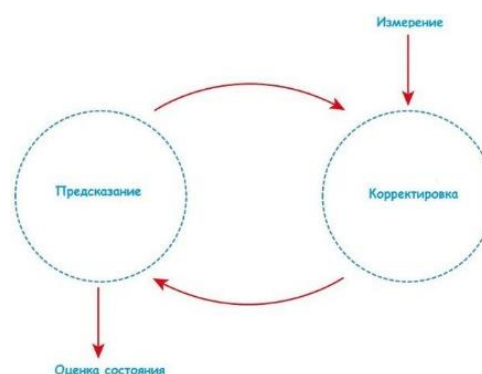 Измерение
Предсказание
Корректировка
Оценка состояния